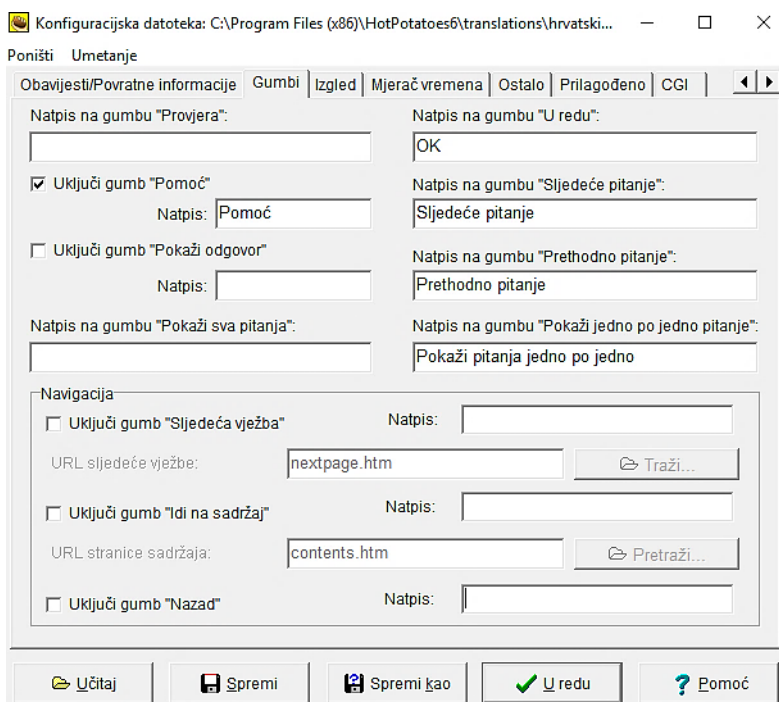 Konfiguracijska datoteka: C:\Program Files (x86)\HotPotatoes6\translations\hrvatski...
Poništi Umetanje
Obavijesti/Povratne informacije Gumbi Izgled Mjerač vremena Ostalo Prilagođeno CGI
Natpis na gumbu "Provjera": Natpis na gumbu "U redu":
OK
Uključi gumb "Pomoć" Natpis na gumbu "Sljedeće pitanje":
Natpis: Pomoć Sljedeće pitanje
Uključi gumb "Pokaži odgovor" Natpis na gumbu "Prethodno pitanje":
Natpis: Prethodno pitanje
Natpis na gumbu "Pokaži sva pitanja": Natpis na gumbu "Pokaži jedno po jedno pitanje":
Pokaži pitanja jedno po jedno
Navigacija
Uključi gumb "Sljedeća vježba" Natpis:
URL sljedeće vježbe: nextpage.htm Traži...
Uključi gumb "Idi na sadržaj" Natpis:
URL stranice sadržaja: contents.htm Pretraži...
Uključi gumb "Nazad" Natpis:
Učitaj Spremi Spremi kao U redu Pomoć